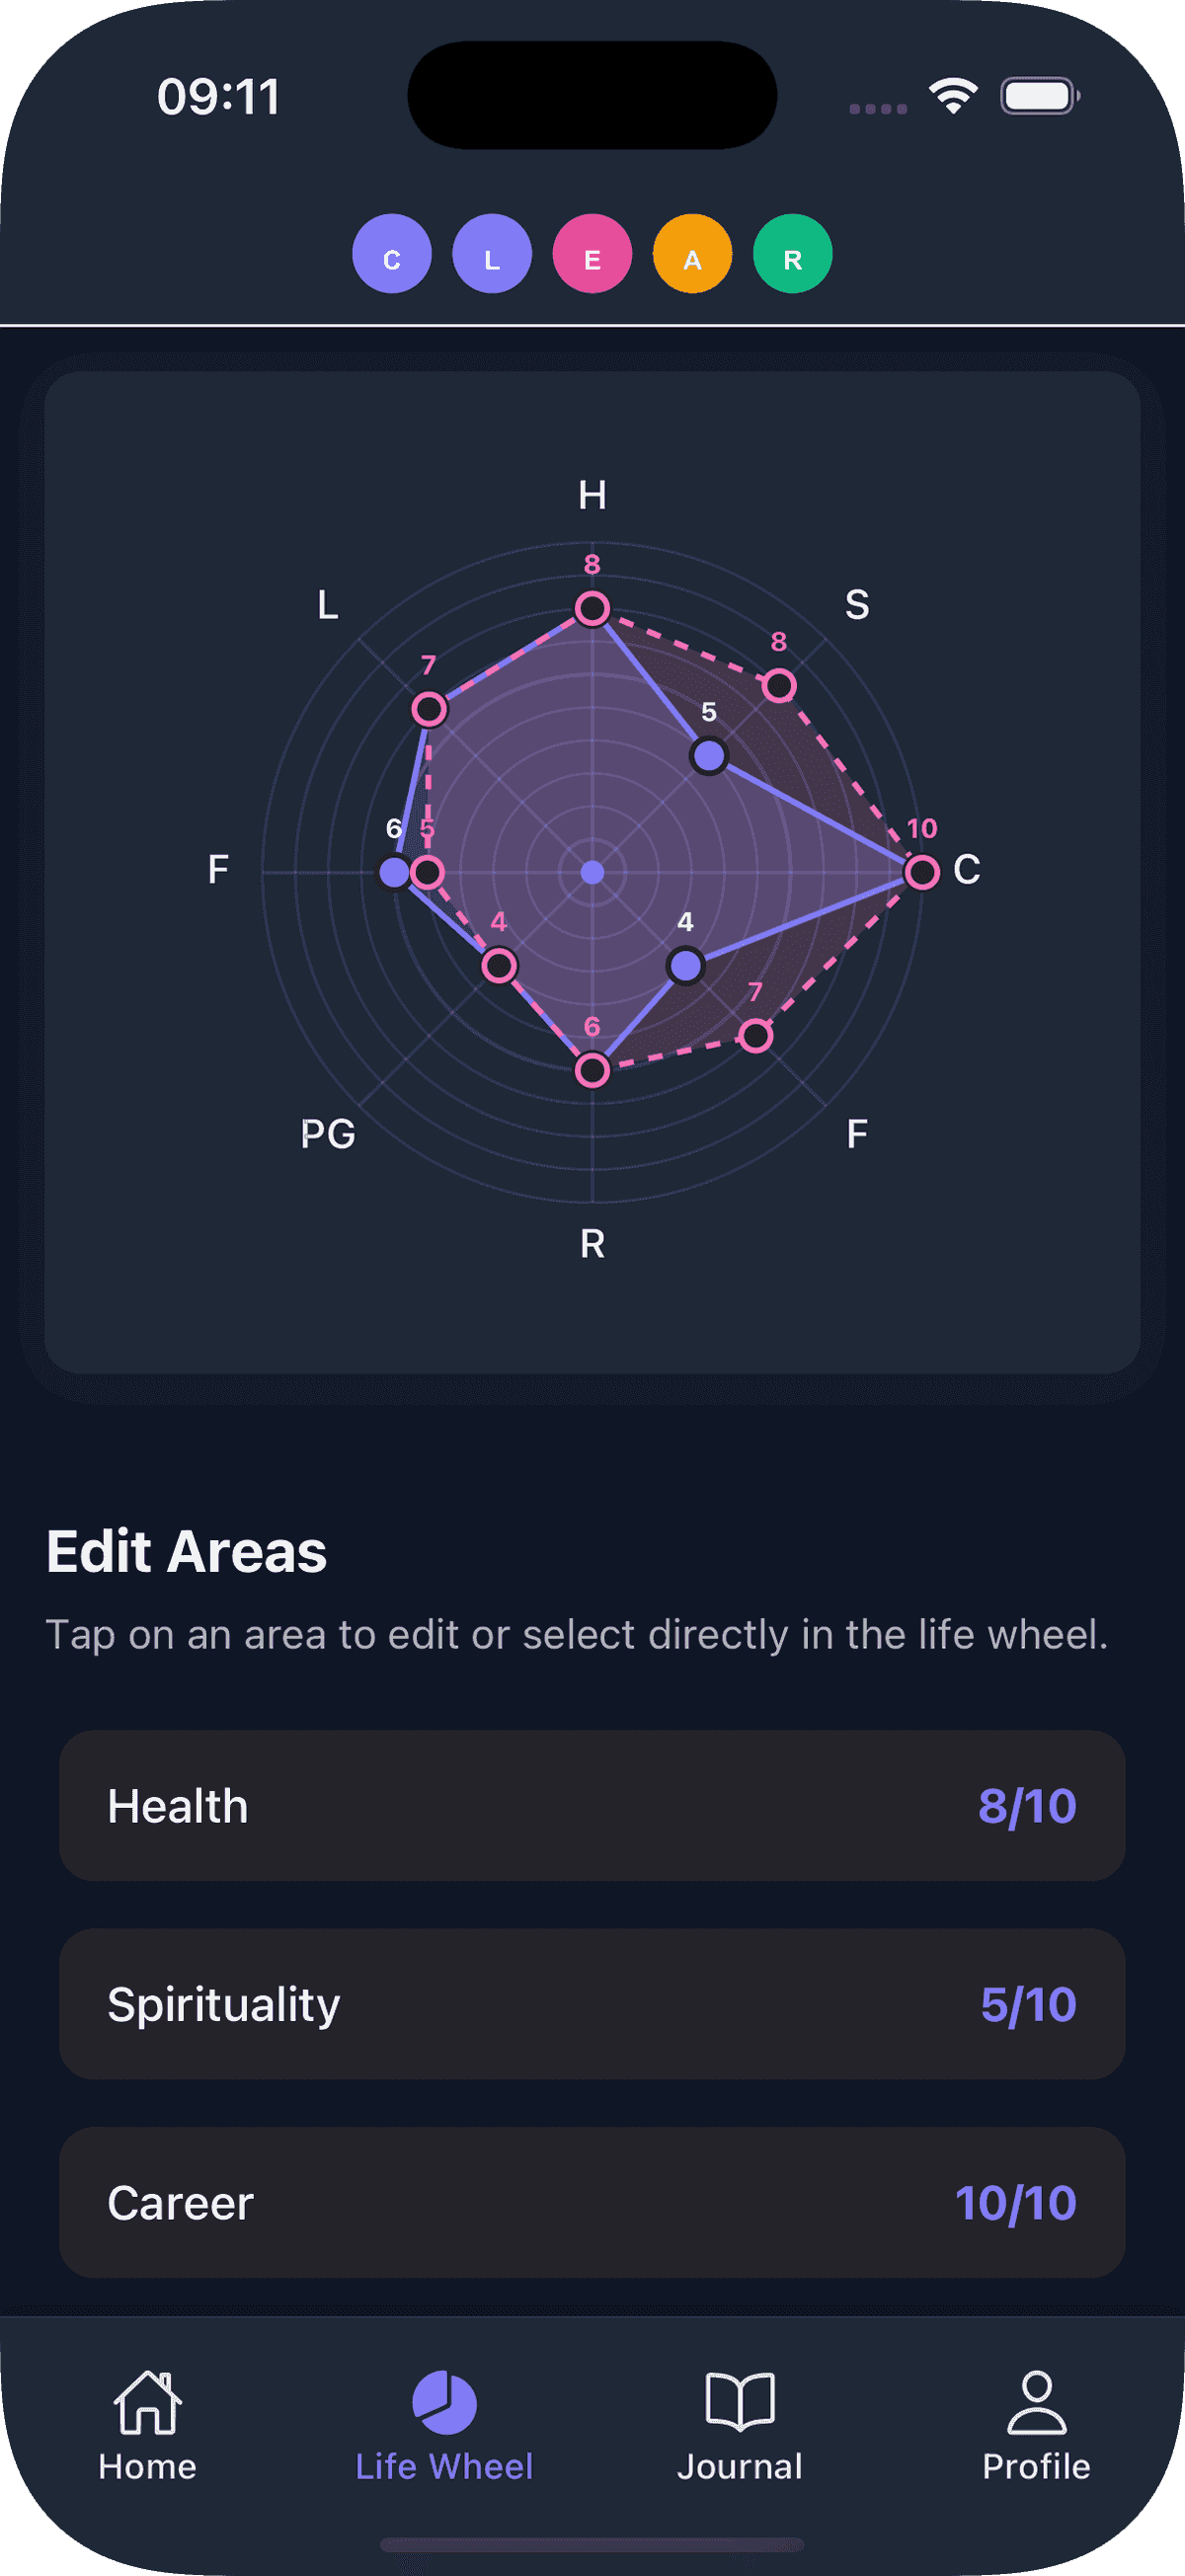 09:11
C L E A R
H
8
L
S
8
7
5
10
6 5
F
C
4
4
7
6
PG
F
R
Edit Areas
Tap on an area to edit or select directly in the life wheel.
Health 8/10
Spirituality 5/10
Career 10/10
Home Life Wheel Journal Profile